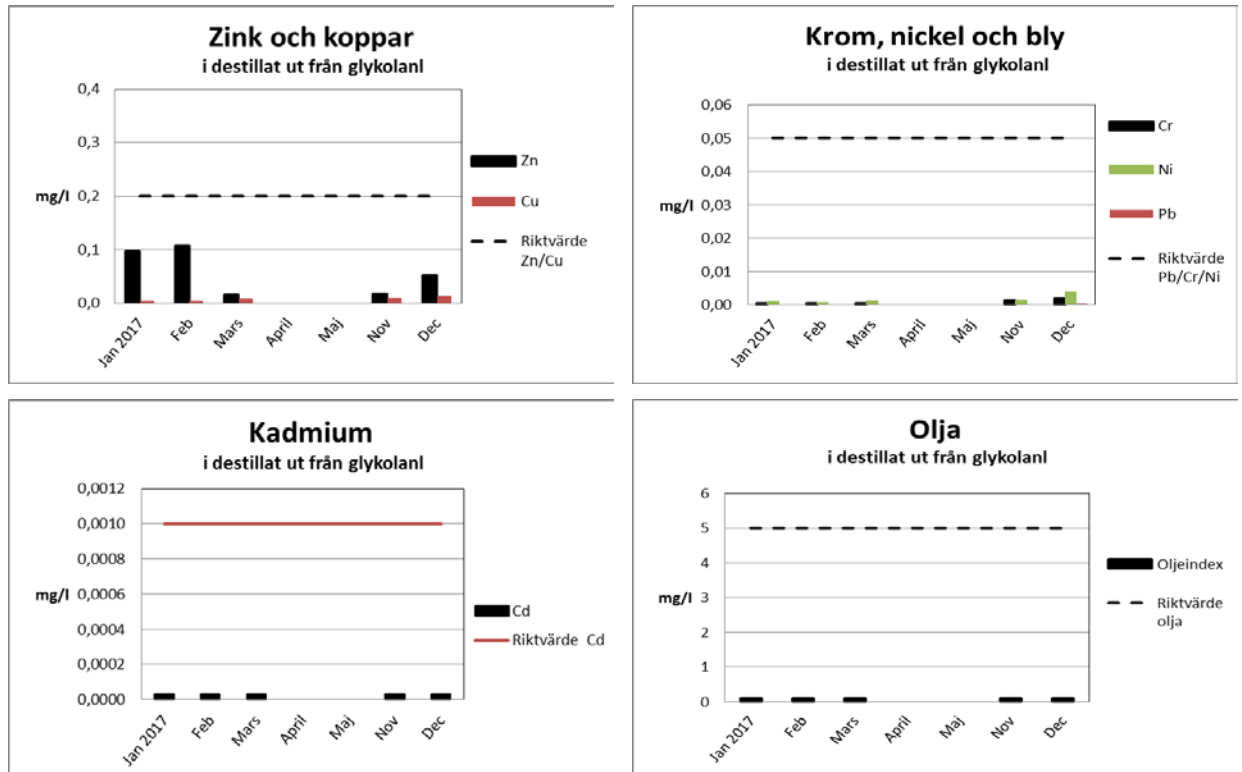 Zink och koppar
i destillat ut från glykolanl
0,4
0,3
0,2
0,1
0,0
mg/l
Jan 2017
Feb
Mars
April
Maj
Nov
Dec
Zn
Cu
Riktvärde
Zn/Cu
Krom, nickel och bly
i destillat ut från glykolanl
0,06
0,05
0,04
0,03
0,02
0,01
0,00
mg/l
Jan 2017
Feb
Mars
April
Maj
Nov
Dec
Cr
Ni
Pb
Riktvärde
Pb/Cr/Ni
Kadmium
i destillat ut från glykolanl
0,0012
0,0010
0,0008
0,0006
0,0004
0,0002
0,0000
mg/l
Jan 2017
Feb
Mars
April
Maj
Nov
Dec
Cd
Riktvärde Cd
Olja
i destillat ut från glykolanl
6
5
4
3
2
1
0
mg/l
Jan 2017
Feb
Mars
April
Maj
Nov
Dec
Oljeindex
Riktvärde
olja